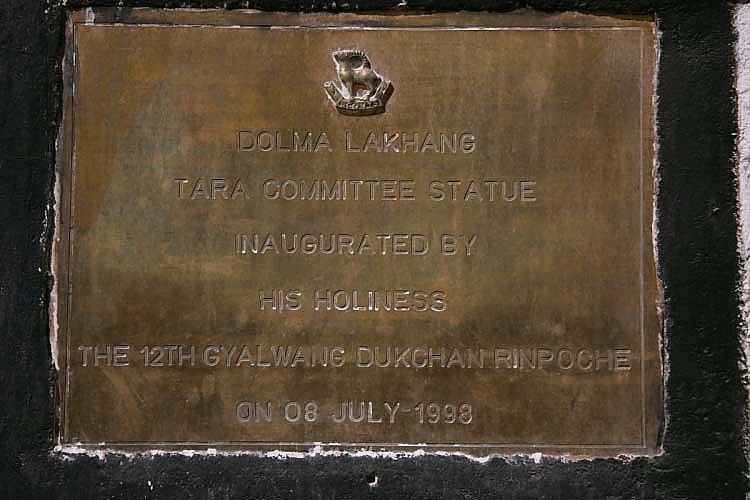 DOLMA LAKHANG
TARA COMMITTEE STATUE
INAUGURATED BY
HIS HOLINESS
THE 12TH GYALWANG DUKCHAN RINPOCHE
ON 08 JULY-1998